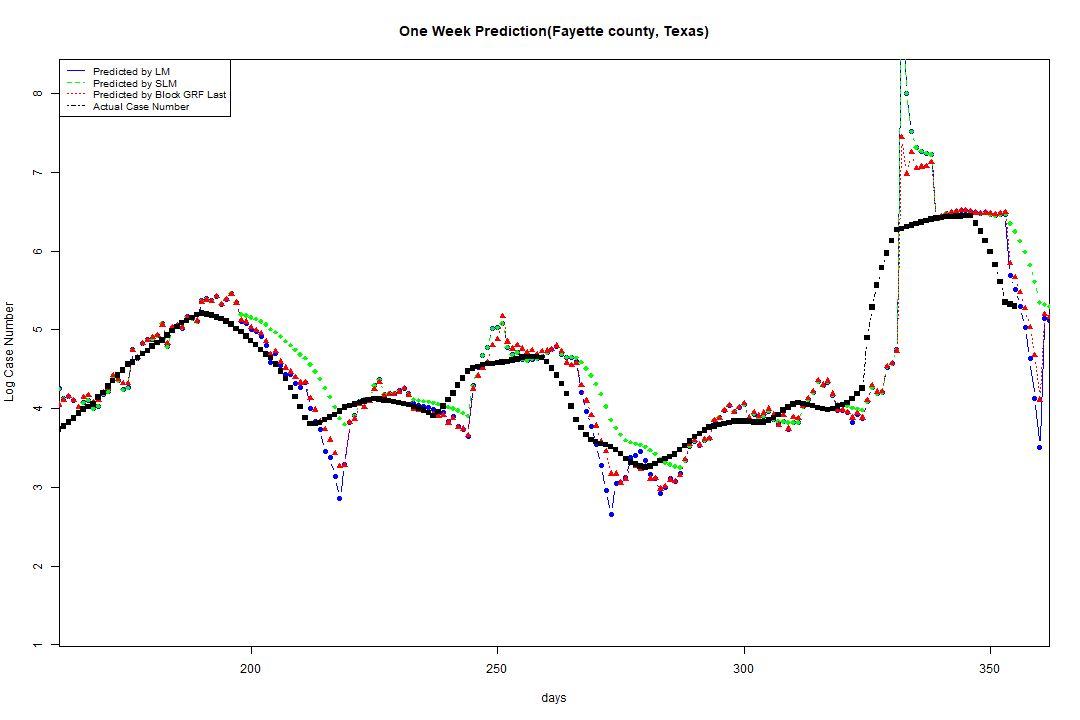 One Week Prediction(Fayette county, Texas)
Predicted by LM
Predicted by SLM
Predicted by Block GRF Last
Actual Case Number
8
7
6
5
4
3
2
1
Log Case Number
200 250 300 350
days